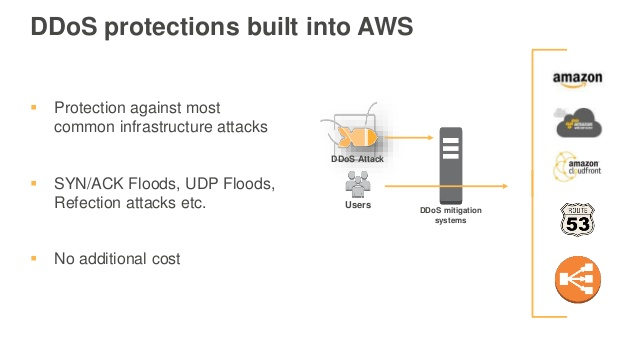 DDoS protections built into AWS
Protection against most
common infrastructure attacks
SYN/ACK Floods, UDP Floods,
Refection attacks etc.
No additional cost
DDoS Attack
Users
DDoS mitigation
systems
amazon
amazon
cloudfront
ROUTE
53